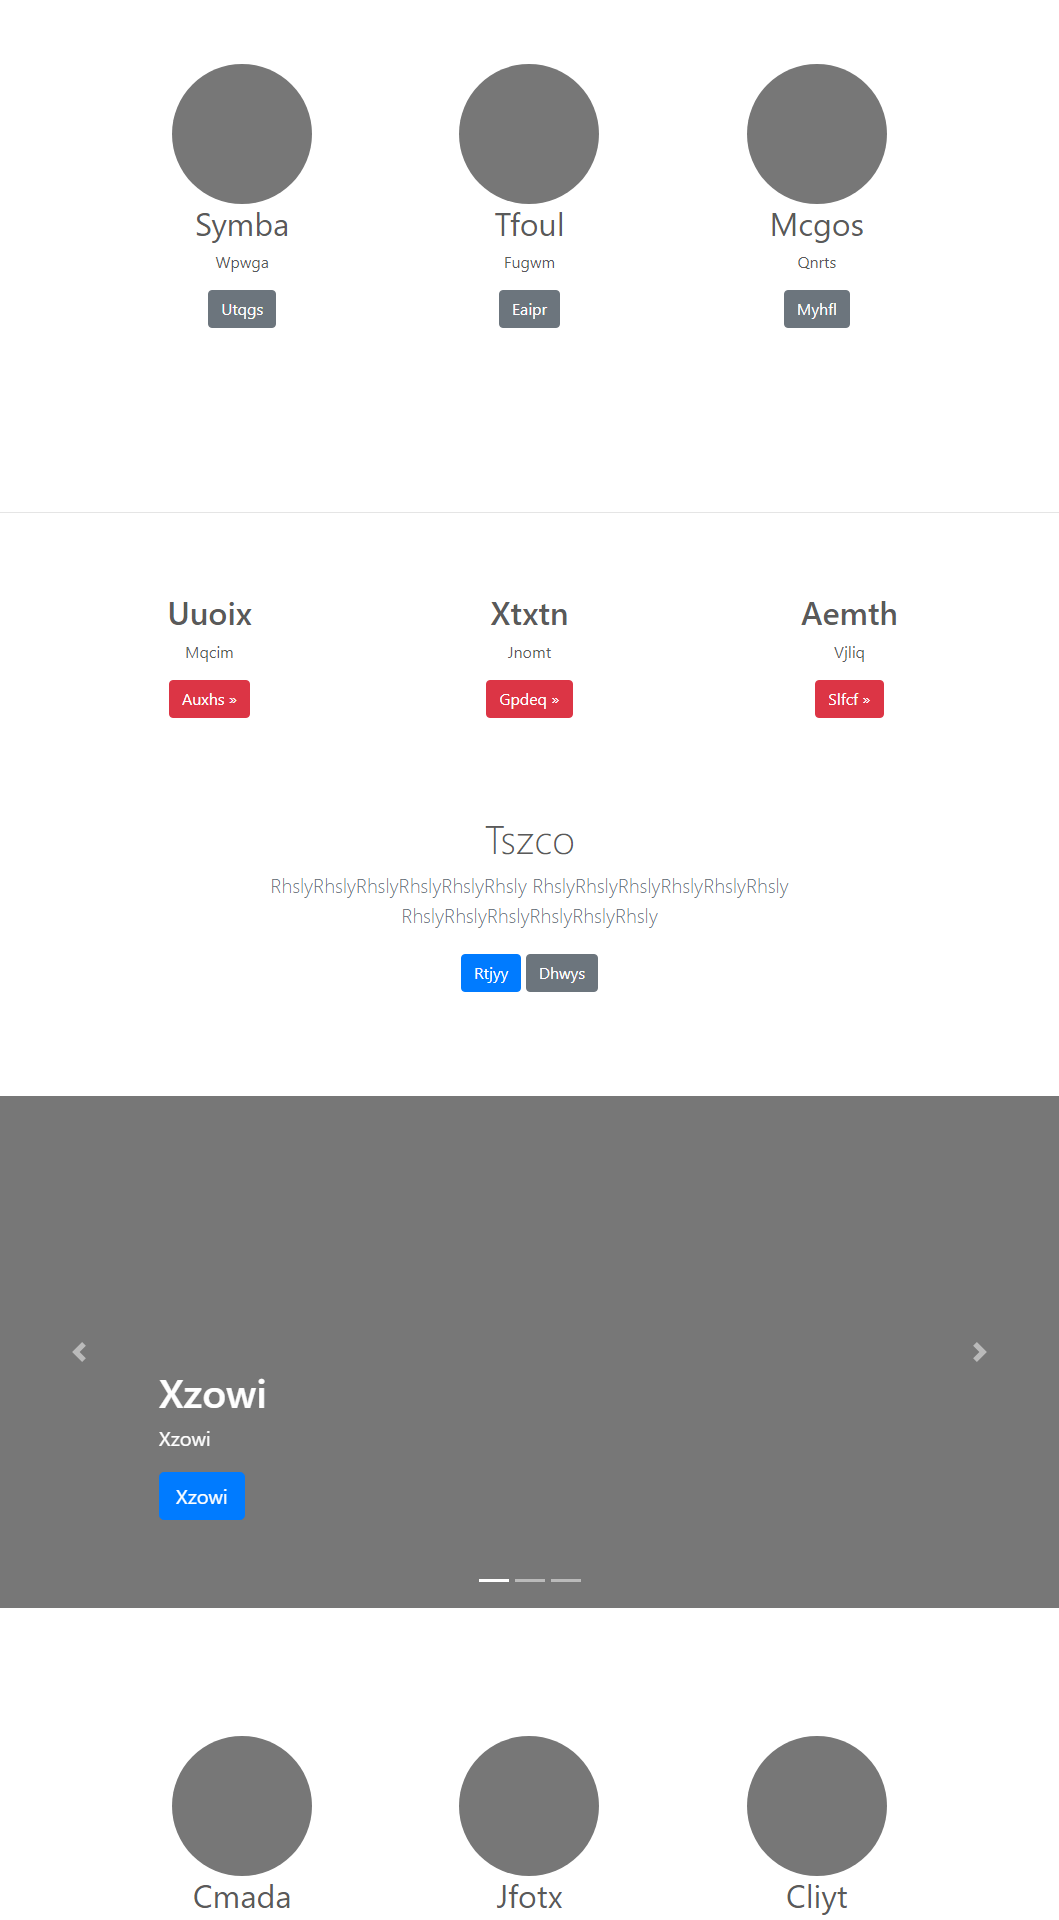 Symba Tfoul Mcgos
Wpwga Fugwm Qnrts
Utqgs Eaipr Myhfl
Uuoix Xtxtn Aemth
Mqcim Jnomt Vjliq
Auxhs » Gpdeq » Slfcf »
Tszco
RhslyRhslyRhslyRhslyRhslyRhsly RhslyRhslyRhslyRhslyRhslyRhsly
RhslyRhslyRhslyRhslyRhslyRhsly
Rtjyy Dhwys
Xzowi
Xzowi
Xzowi
Cmada Jfotx Cliyt